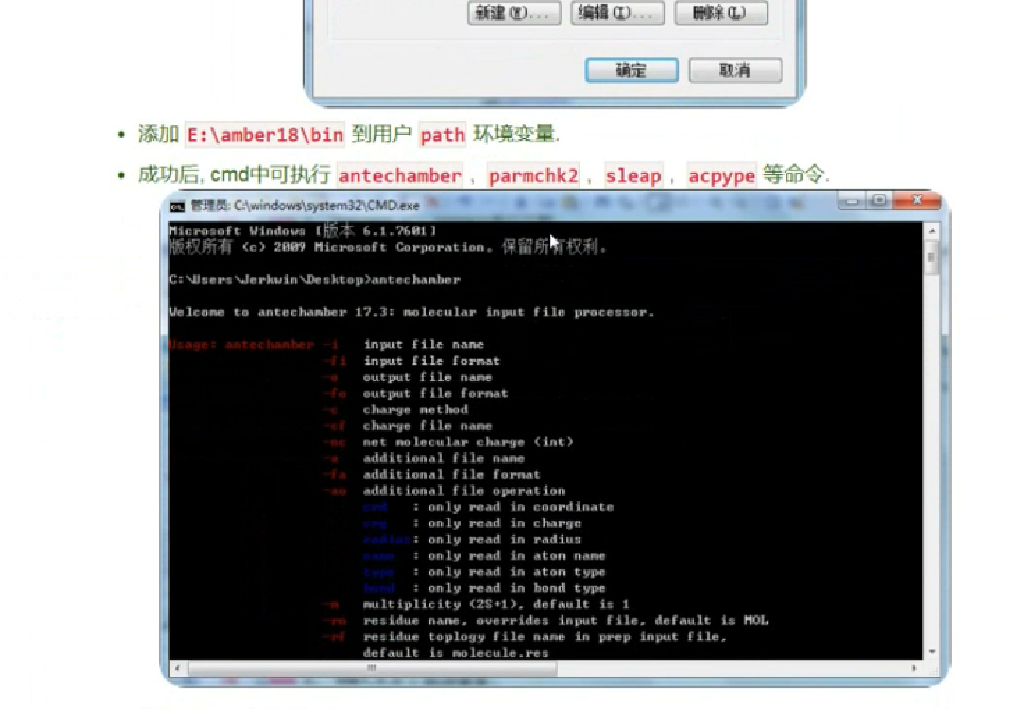 新建(W)... 编辑(I)... 删除(L)
确定 取消
添加 E:\amber18\bin 到用户 path 环境变量.
成功后, cmd中可执行 antechamber , parmchk2 , sleap , acpype 等命令.
管理员: C:\windows\system32\CMD.exe
Microsoft Windows [版本 6.1.7601]
版权所有 <c> 2009 Microsoft Corporation。保留所有权利。
C:\Users\Jerkwin\Desktop>antechamber
Welcome to antechamber 17.3: molecular input file processor.
Usage: antechamber -i input file name
-fi input file format
-o output file name
-fo output file format
-c charge method
-cf charge file name
-nc net molecular charge (int)
-a additional file name
-fa additional file format
-ao additional file operation
crd : only read in coordinate
crg : only read in charge
radius: only read in radius
name : only read in atom name
type : only read in atom type
bond : only read in bond type
-m multiplicity (2S+1), default is 1
-rn residue name, overrides input file, default is MOL
-rf residue toplogy file name in prep input file,
default is molecule.res